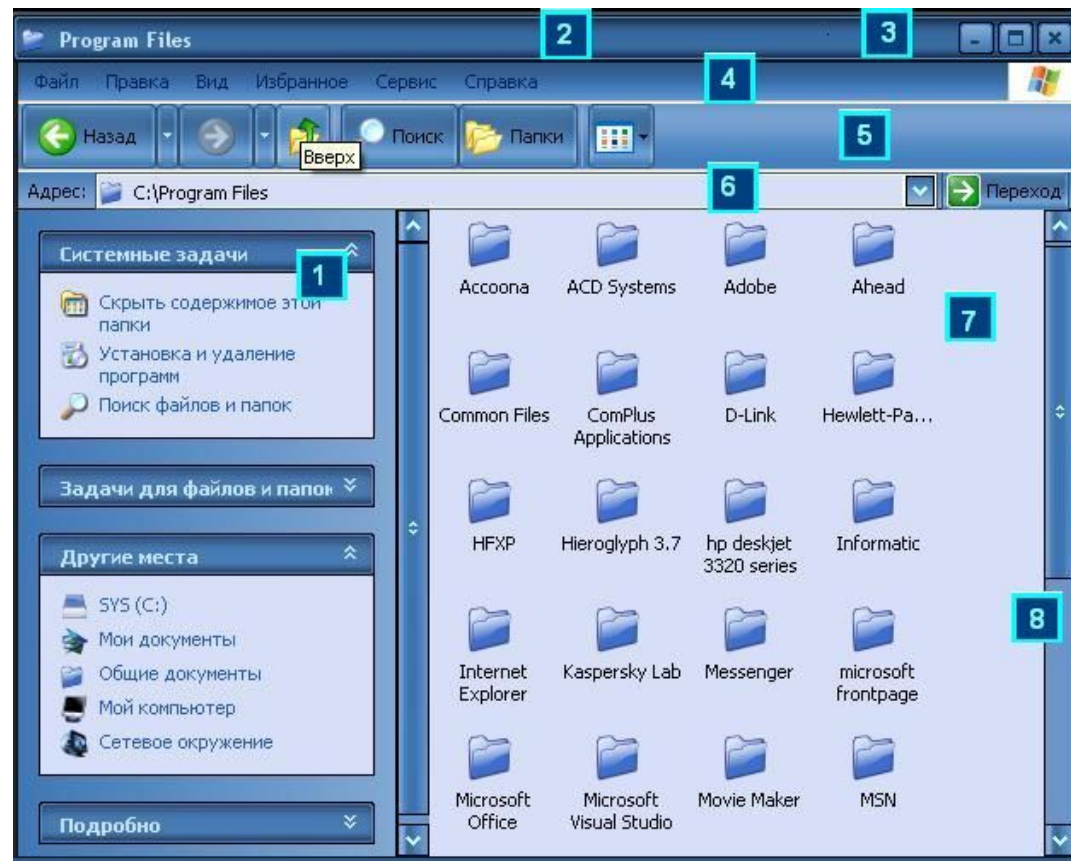 Program Files
2
3
Файл Правка Вид Избранное Сервис Справка
4
Назад
Поиск
Папки
5
Вверх
Адрес: C:\Program Files
6
Переход
Системные задачи
1
Скрыть содержимое этой
папки
Установка и удаление
программ
Поиск файлов и папок
Задачи для файлов и папок
Другие места
SYS (C:)
Мои документы
Общие документы
Мой компьютер
Сетевое окружение
Подробно
Accoona
ACD Systems
Adobe
Ahead
7
Common Files
ComPlus
Applications
D-Link
Hewlett-Pa...
HFXP
Hieroglyph 3.7
hp deskjet
3320 series
Informatic
8
Internet
Explorer
Kaspersky Lab
Messenger
microsoft
frontpage
Microsoft
Office
Microsoft
Visual Studio
Movie Maker
MSN